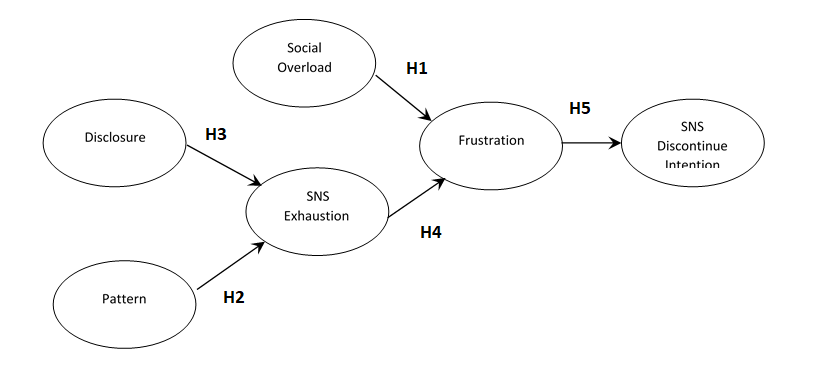 Social
Overload
H1
H5
Disclosure
H3
Frustration
SNS
Discontinue
Intention
SNS
Exhaustion
H4
Pattern
H2